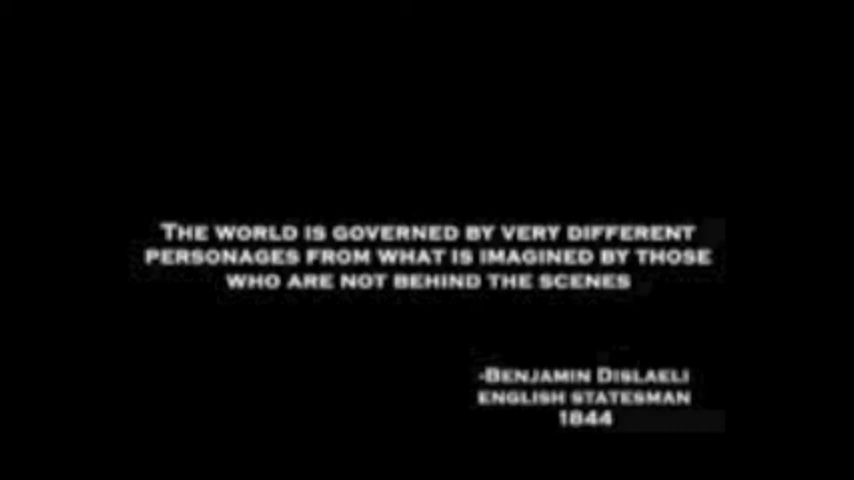 The world is governed by very different
personages from what is imagined by those
who are not behind the scenes
-Benjamin Dislaeli
english statesman
1844